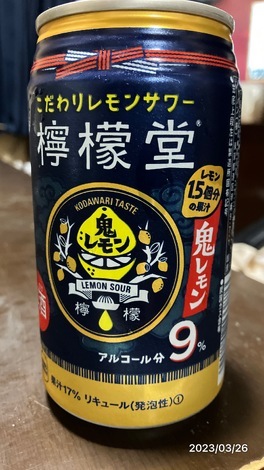 こだわりレモンサワー
檸檬堂®
レモン
1.5個分
の果汁
KODAWARI TASTE
鬼
レモン
LEMON SOUR
檸檬
鬼レモン
アルコール分 9%
酒
果汁17% リキュール(発泡性)①
2023/03/26